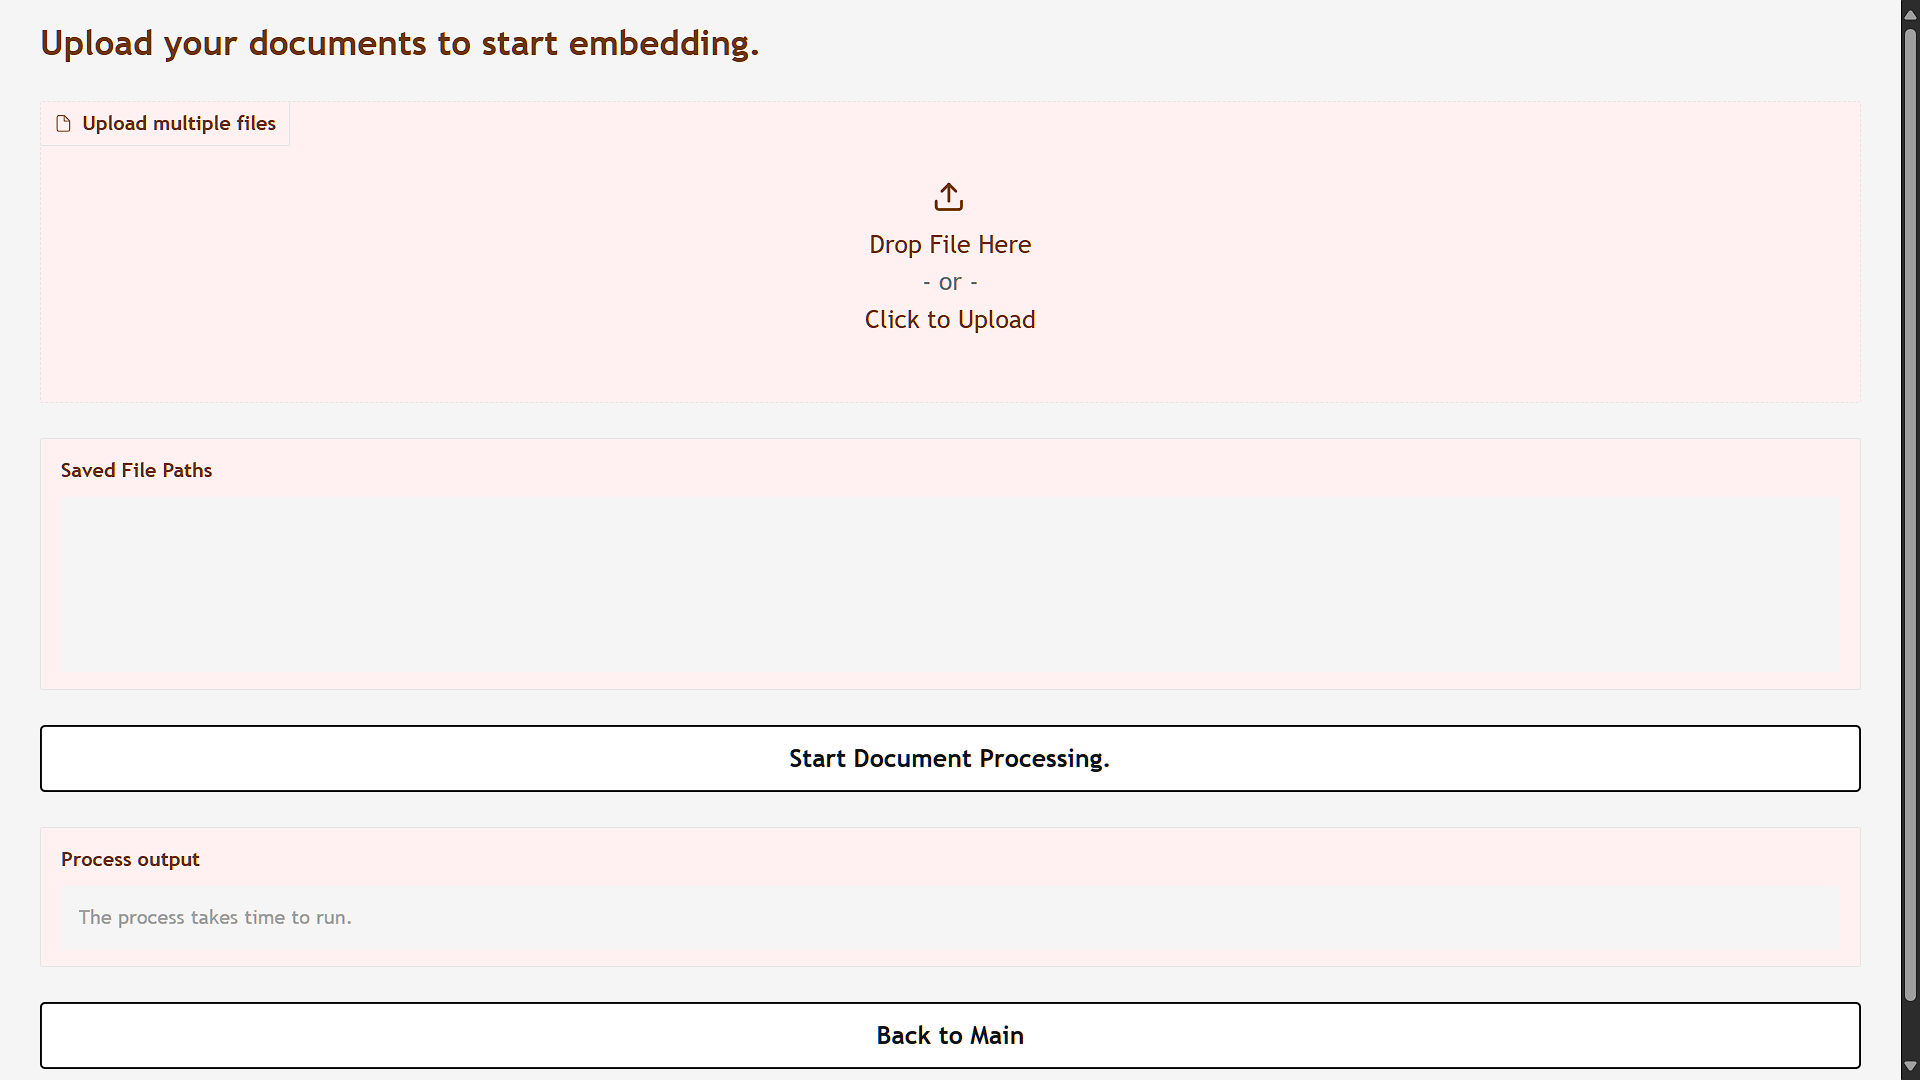 Upload your documents to start embedding.
Upload multiple files
Drop File Here
- or -
Click to Upload
Saved File Paths
Start Document Processing.
Process output
The process takes time to run.
Back to Main